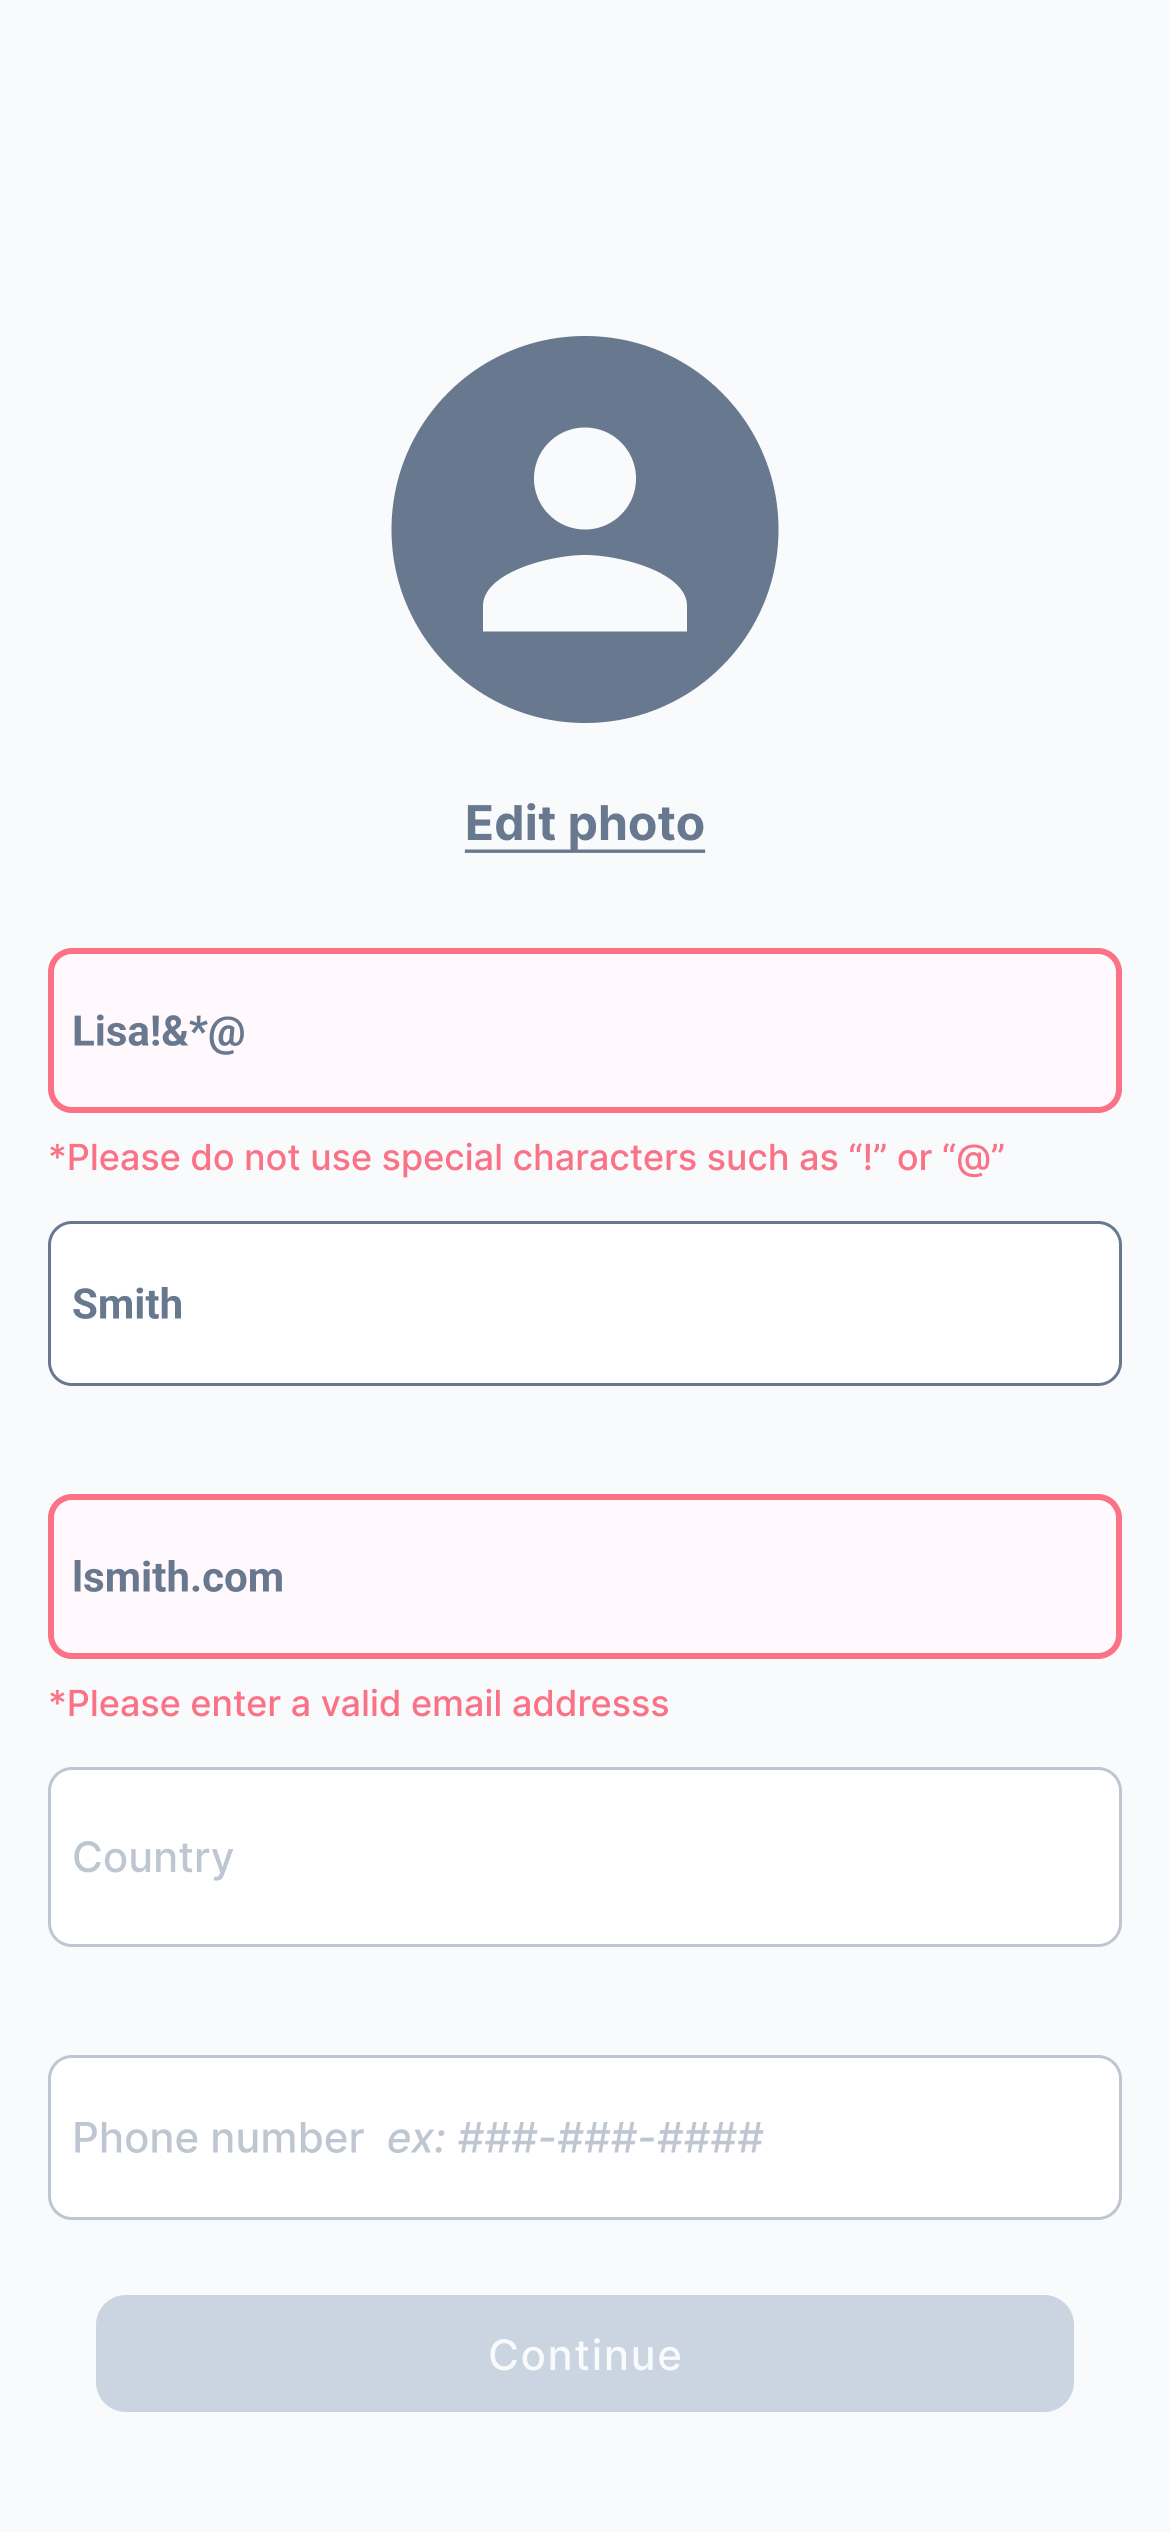 Edit photo
Lisa!&*@
*Please do not use special characters such as “!” or “@”
Smith
lsmith.com
*Please enter a valid email addresss
Country
Phone number ex: ###-###-####
Continue